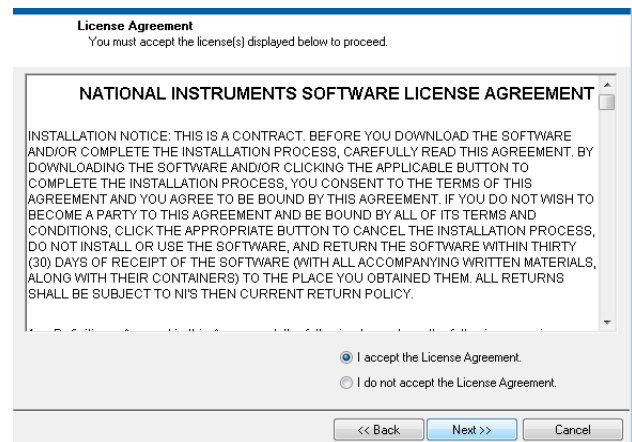 License Agreement
You must accept the license(s) displayed below to proceed.
NATIONAL INSTRUMENTS SOFTWARE LICENSE AGREEMENT
INSTALLATION NOTICE: THIS IS A CONTRACT. BEFORE YOU DOWNLOAD THE SOFTWARE
AND/OR COMPLETE THE INSTALLATION PROCESS, CAREFULLY READ THIS AGREEMENT. BY
DOWNLOADING THE SOFTWARE AND/OR CLICKING THE APPLICABLE BUTTON TO
COMPLETE THE INSTALLATION PROCESS, YOU CONSENT TO THE TERMS OF THIS
AGREEMENT AND YOU AGREE TO BE BOUND BY THIS AGREEMENT. IF YOU DO NOT WISH TO
BECOME A PARTY TO THIS AGREEMENT AND BE BOUND BY ALL OF ITS TERMS AND
CONDITIONS, CLICK THE APPROPRIATE BUTTON TO CANCEL THE INSTALLATION PROCESS,
DO NOT INSTALL OR USE THE SOFTWARE, AND RETURN THE SOFTWARE WITHIN THIRTY
(30) DAYS OF RECEIPT OF THE SOFTWARE (WITH ALL ACCOMPANYING WRITTEN MATERIALS,
ALONG WITH THEIR CONTAINERS) TO THE PLACE YOU OBTAINED THEM. ALL RETURNS
SHALL BE SUBJECT TO NI'S THEN CURRENT RETURN POLICY.
I accept the License Agreement.
I do not accept the License Agreement.
<< Back Next >> Cancel